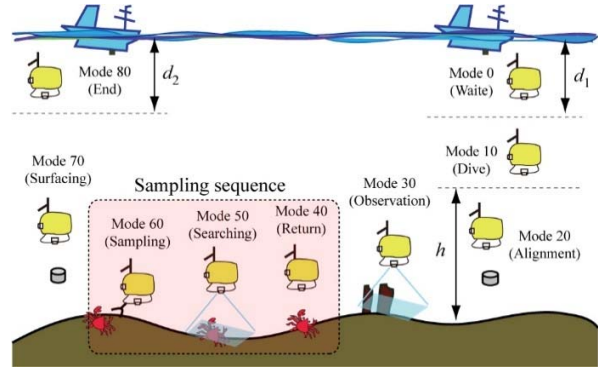 Mode 80
(End)
d2
Mode 0
(Waite)
d1
Mode 10
(Dive)
Mode 70
(Surfacing)
Sampling sequence
Mode 60
(Sampling)
Mode 50
(Searching)
Mode 40
(Return)
Mode 30
(Observation)
h
Mode 20
(Alignment)